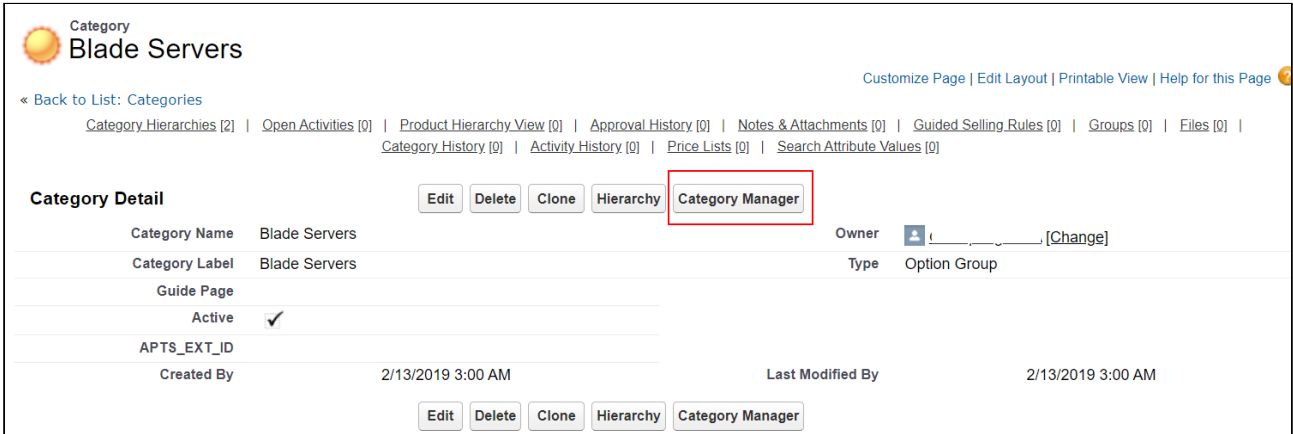 Category
Blade Servers
Customize Page | Edit Layout | Printable View | Help for this Page ?
« Back to List: Categories
Category Hierarchies [2] | Open Activities [0] | Product Hierarchy View [0] | Approval History [0] | Notes & Attachments [0] | Guided Selling Rules [0] | Groups [0] | Files [0] |
Category History [0] | Activity History [0] | Price Lists [0] | Search Attribute Values [0]
Category Detail Edit Delete Clone Hierarchy Category Manager
Category Name Blade Servers Owner [Change]
Category Label Blade Servers Type Option Group
Guide Page
Active
APTS_EXT_ID
Created By 2/13/2019 3:00 AM Last Modified By 2/13/2019 3:00 AM
Edit Delete Clone Hierarchy Category Manager